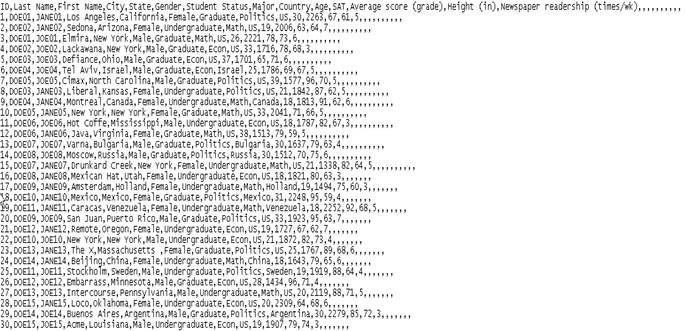 ID,Last Name,First Name,City,State,Gender,Student Status,Major,Country,Age,SAT,Average score (grade),Height (in),Newspaper readership (times/wk),,,,,,,,,,
1,DOE01,JANE01,Los Angeles,California,Female,Graduate,Politics,US,30,2263,67,61,5,,,,,,,,,,
2,DOE02,JANE02,Sedona,Arizona,Female,Undergraduate,Math,US,19,2006,63,64,7,,,,,,,,,,
3,DOE01,JOE01,Elmira,New York,Male,Graduate,Math,US,26,2221,78,73,6,,,,,,,,,,
4,DOE02,JOE02,Lackawana,New York,Male,Graduate,Econ,US,33,1716,78,68,3,,,,,,,,,,
5,DOE03,JOE03,Defiance,Ohio,Male,Graduate,Econ,US,37,1701,65,71,6,,,,,,,,,,
6,DOE04,JOE04,Tel Aviv,Israel,Male,Graduate,Econ,Israel,25,1786,69,67,5,,,,,,,,,,
7,DOE05,JOE05,Cimax,North Carolina,Male,Graduate,Politics,US,39,1577,96,70,5,,,,,,,,,,
8,DOE03,JANE03,Liberal,Kansas,Female,Undergraduate,Politics,US,21,1842,87,62,5,,,,,,,,,,
9,DOE04,JANE04,Montreal,Canada,Female,Undergraduate,Math,Canada,18,1813,91,62,6,,,,,,,,,,
10,DOE05,JANE05,New York,New York,Female,Graduate,Math,US,33,2041,71,66,5,,,,,,,,,,
11,DOE06,JOE06,Hot Coffe,Mississippi,Male,Undergraduate,Econ,US,18,1787,82,67,3,,,,,,,,,,
12,DOE06,JANE06,Java,Virginia,Female,Graduate,Math,US,38,1513,79,59,5,,,,,,,,,,
13,DOE07,JOE07,Varna,Bulgaria,Male,Graduate,Politics,Bulgaria,30,1637,79,63,4,,,,,,,,,,
14,DOE08,JOE08,Moscow,Russia,Male,Graduate,Politics,Russia,30,1512,70,75,6,,,,,,,
15,DOE07,JANE07,Drunkard Creek,New York,Female,Undergraduate,Math,US,21,1338,82,64,5,,,,,,,,,,
16,DOE08,JANE08,Mexican Hat,Utah,Female,Undergraduate,Econ,US,18,1821,80,63,3,,,,,,,
17,DOE09,JANE09,Amsterdam,Holland,Female,Undergraduate,Math,Holland,19,1494,75,60,3,,,,,,,
18,DOE10,JANE10,Mexico,Mexico,Female,Graduate,Politics,Mexico,31,2248,95,59,4,,,,,,,
19,DOE11,JANE11,Caracas,Venezuela,Female,Undergraduate,Math,Venezuela,18,2252,92,68,5,,,,,,,
20,DOE09,JOE09,San Juan,Puerto Rico,Male,Graduate,Politics,US,33,1923,95,63,7,,,,,,,
21,DOE12,JANE12,Remote,Oregon,Female,Undergraduate,Econ,US,19,1727,67,62,7,,,,,,,
22,DOE10,JOE10,New York,New York,Male,Undergraduate,Econ,US,21,1872,82,73,4,,,,,,,
23,DOE13,JANE13,The X,Massachusetts ,Female,Graduate,Politics,US,25,1767,89,68,6,,,,,,,
24,DOE14,JANE14,Beijing,China,Female,Undergraduate,Math,China,18,1643,79,65,6,,,,,,,
25,DOE11,JOE11,Stockholm,Sweden,Male,Undergraduate,Politics,Sweden,19,1919,88,64,4,,,,,,,
26,DOE12,JOE12,Embarrass,Minnesota,Male,Graduate,Econ,US,28,1434,96,71,4,,,,,,,
27,DOE13,JOE13,Intercourse,Pennsylvania,Male,Undergraduate,Math,US,20,2119,88,71,5,,,,,,,
28,DOE15,JANE15,Loco,Oklahoma,Female,Undergraduate,Econ,US,20,2309,64,68,6,,,,,,,
29,DOE14,JOE14,Buenos Aires,Argentina,Male,Graduate,Politics,Argentina,30,2279,85,72,3,,,,,,,
30,DOE15,JOE15,Acme,Louisiana,Male,Undergraduate,Econ,US,19,1907,79,74,3,,,,,,,